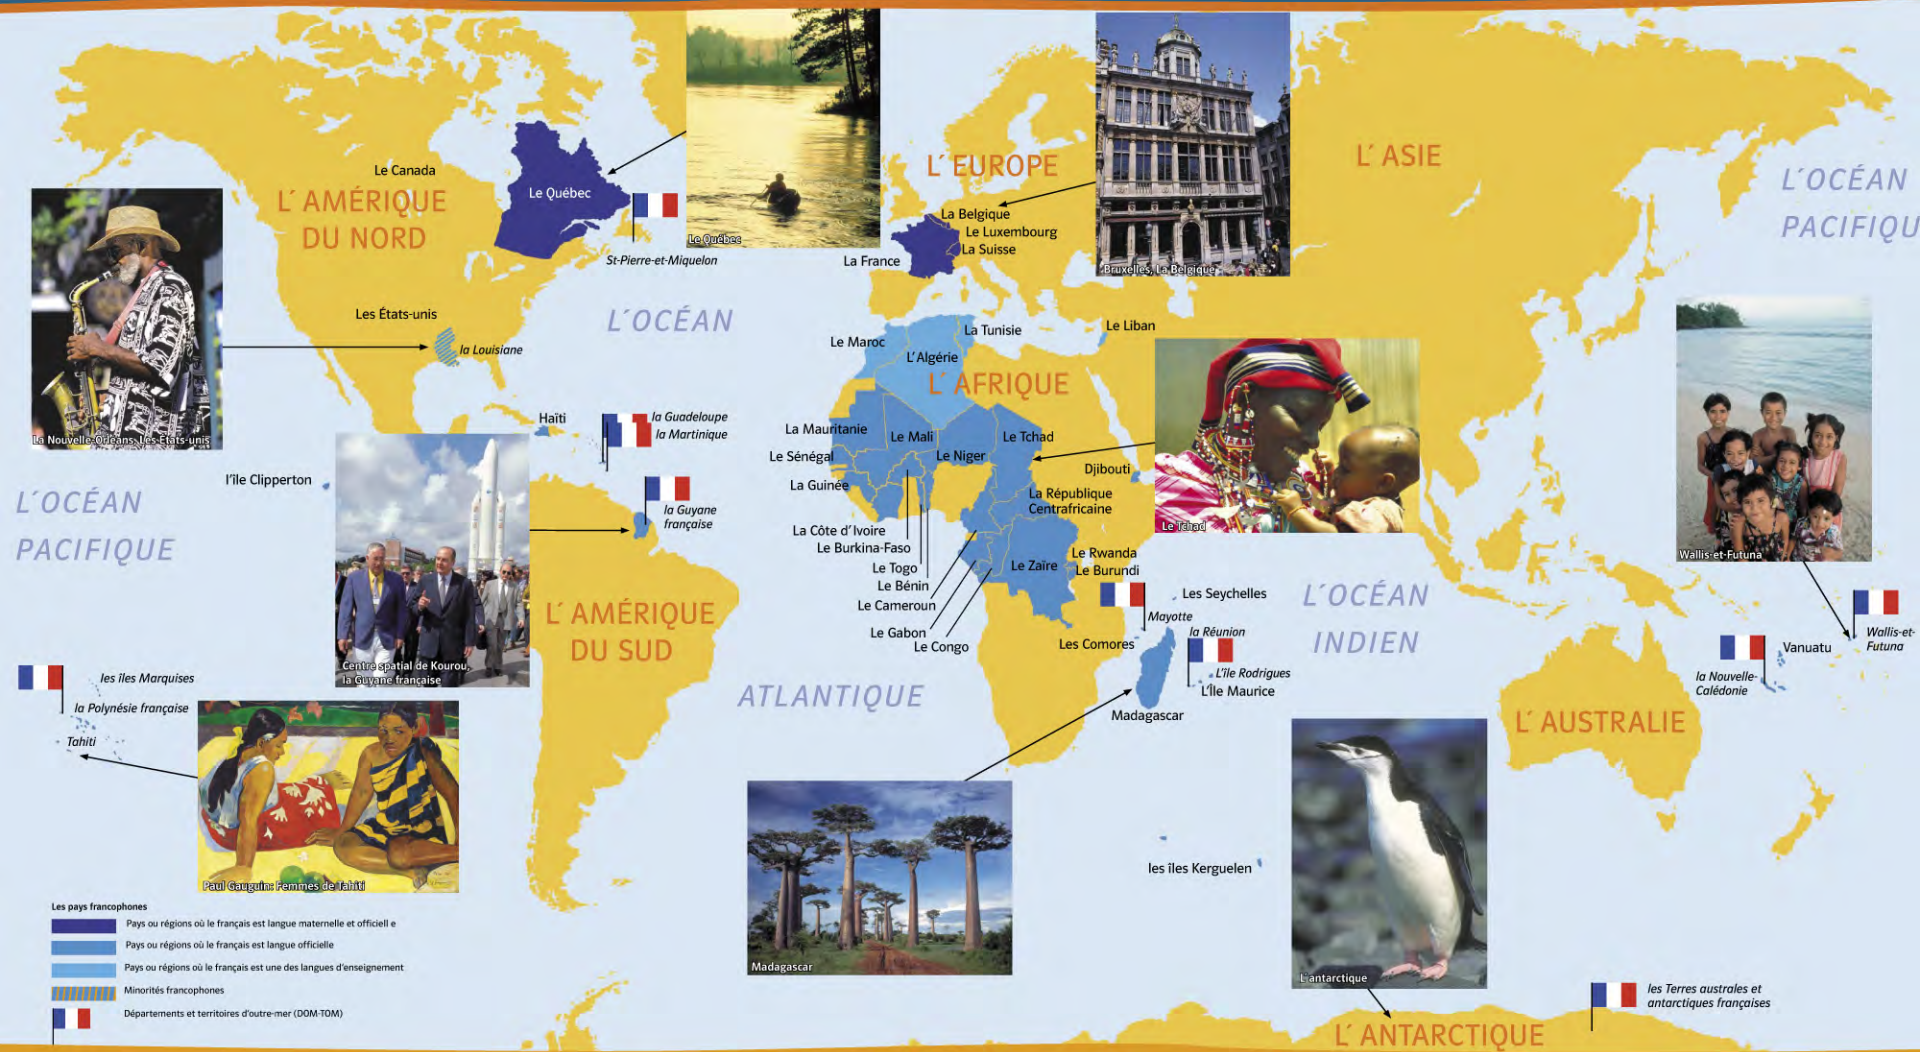 L´ AMÉRIQUE
DU NORD
Le Canada
Le Québec
St-Pierre-et-Miquelon
Le Québec
L´ EUROPE
La Belgique
Le Luxembourg
La Suisse
La France
Bruxelles, La Belgique
L´ ASIE
L´OCÉAN
PACIFIQU
La Nouvelle-Orléans, Les États-unis
Les États-unis
la Louisiane
L´OCÉAN
ATLANTIQUE
Haïti
la Guadeloupe
la Martinique
l'île Clipperton
la Guyane
française
Centre spatial de Kourou,
la Guyane française
L´OCÉAN
PACIFIQUE
L´ AMÉRIQUE
DU SUD
les îles Marquises
la Polynésie française
Tahiti
Paul Gauguin: Femmes de Tahiti
Le Maroc
La Tunisie
L'Algérie
Le Liban
L´ AFRIQUE
La Mauritanie
Le Mali
Le Niger
Le Tchad
Le Sénégal
La Guinée
Djibouti
La République
Centrafricaine
La Côte d'Ivoire
Le Burkina-Faso
Le Togo
Le Bénin
Le Cameroun
Le Gabon
Le Congo
Le Zaïre
Le Rwanda
Le Burundi
Le Tchad
Les Seychelles
Mayotte
la Réunion
Les Comores
L'île Rodrigues
L'Île Maurice
Madagascar
Madagascar
L´OCÉAN
INDIEN
Wallis-et-Futuna
Wallis-et-
Futuna
Vanuatu
la Nouvelle-
Calédonie
L´ AUSTRALIE
les îles Kerguelen
L'antarctique
L´ ANTARCTIQUE
les Terres australes et
antarctiques françaises
Les pays francophones
Pays ou régions où le français est langue maternelle et officiell e
Pays ou régions où le français est langue officielle
Pays ou régions où le français est une des langues d'enseignement
Minorités francophones
Départements et territoires d'outre-mer (DOM-TOM)